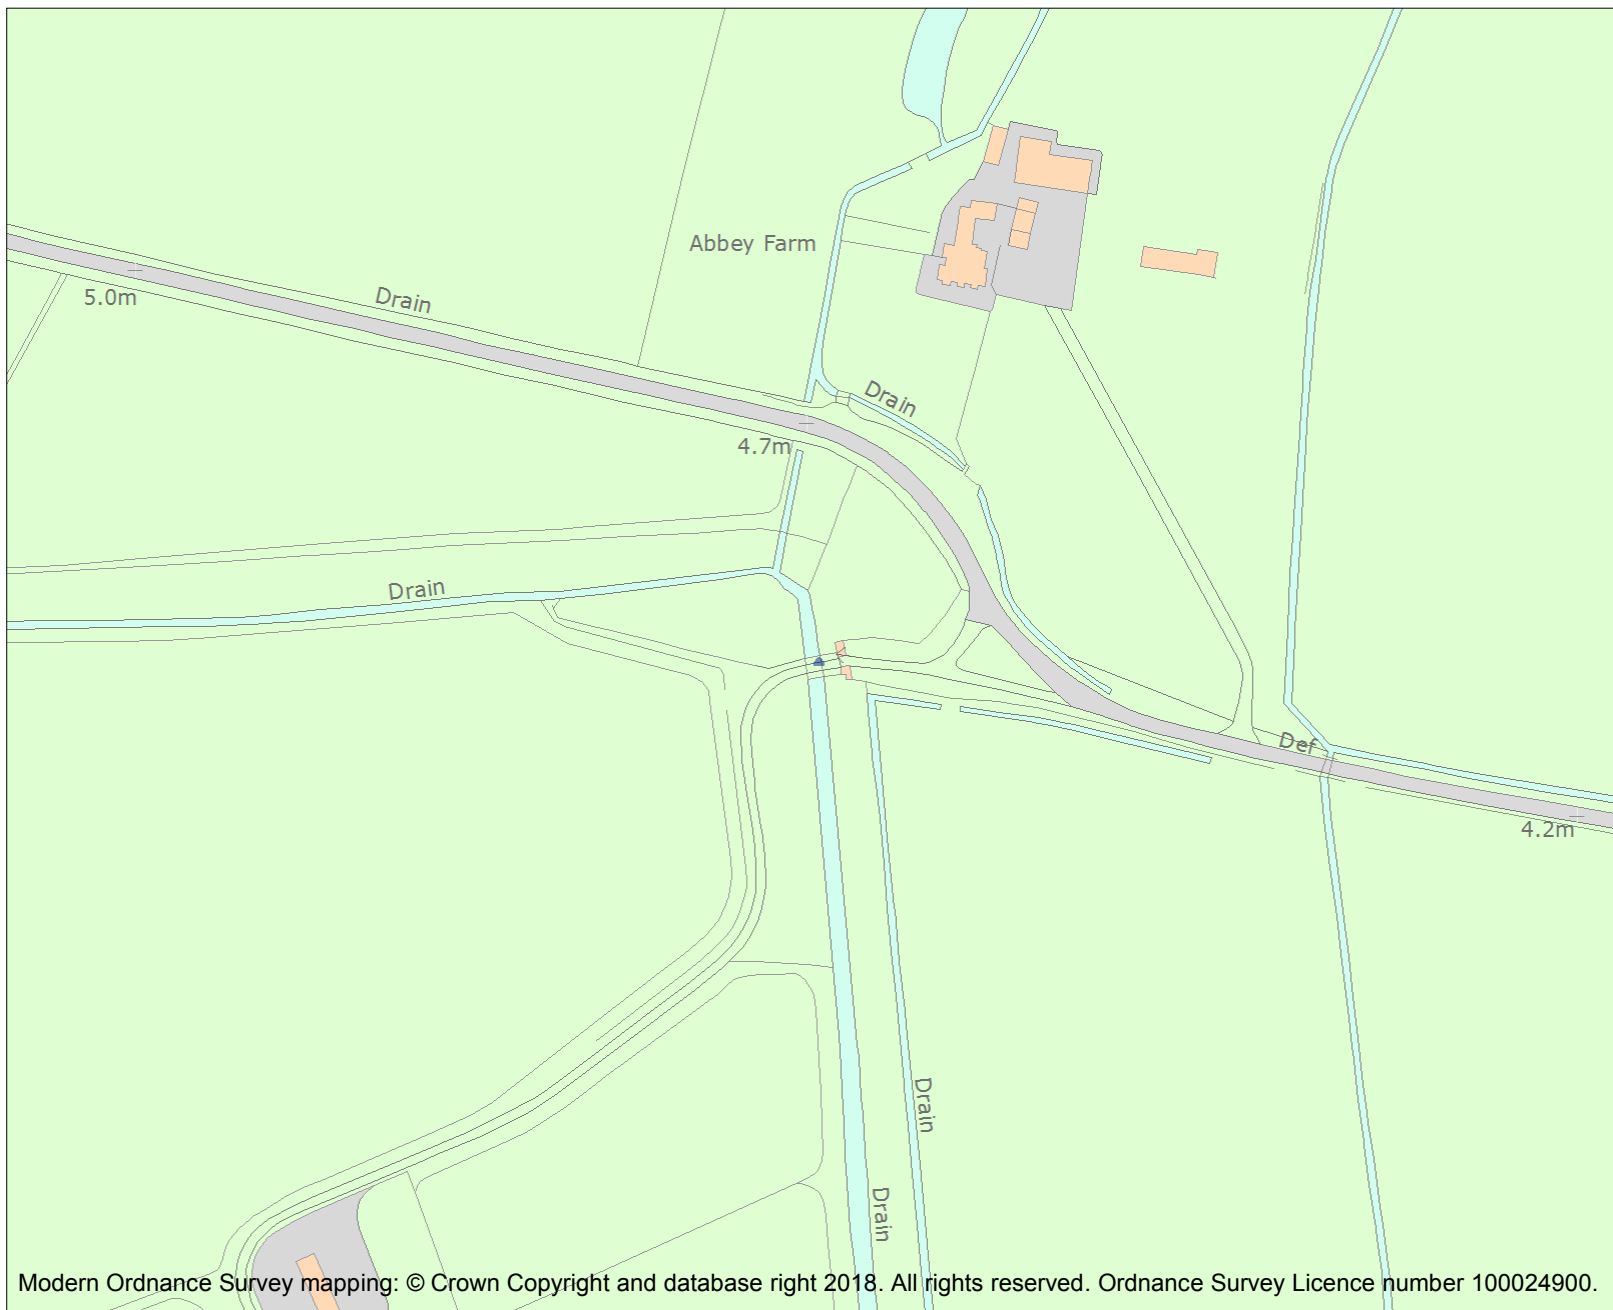 Abbey Farm
5.0m
Drain
Drain
4.7m
Drain
Def
4.2m
Drain
Drain
Modern Ordnance Survey mapping: © Crown Copyright and database right 2018. All rights reserved. Ordnance Survey Licence number 100024900.